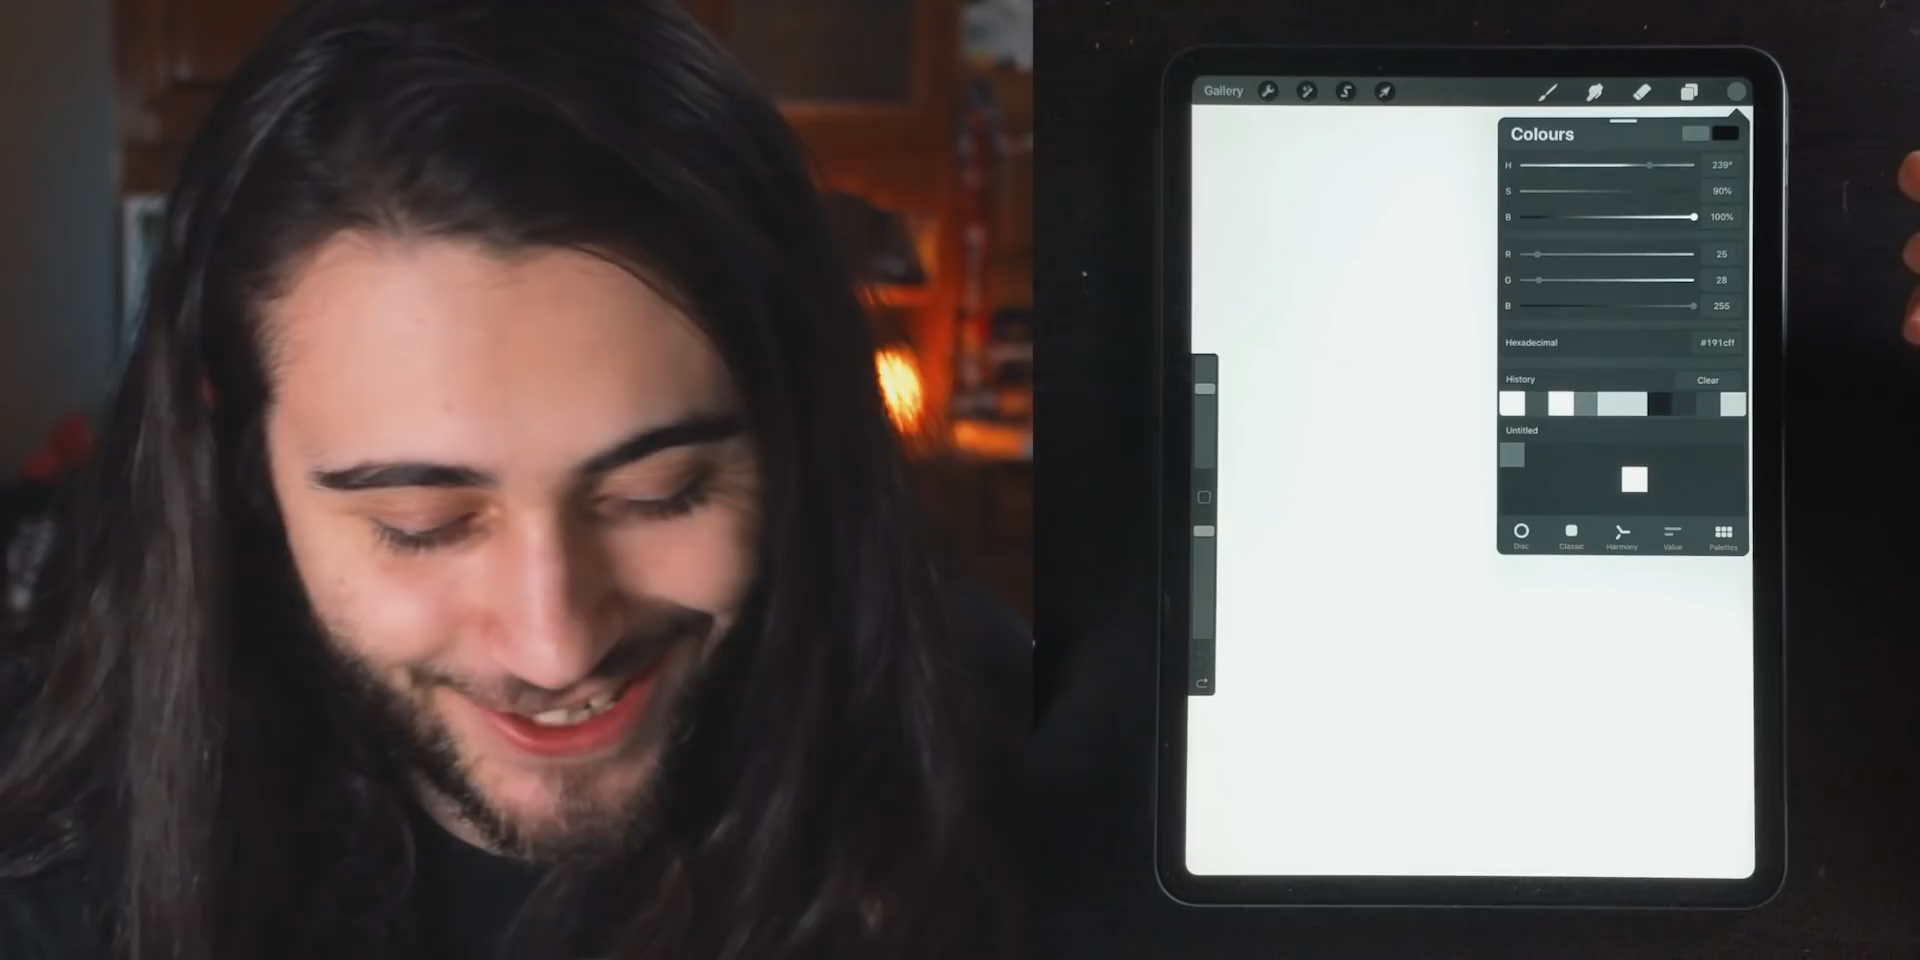 Gallery
Colours
H 239°
S 90%
B 100%
R 25
G 28
B 255
Hexadecimal #191cff
History Clear
Untitled
Disc Classic Harmony Value Palettes